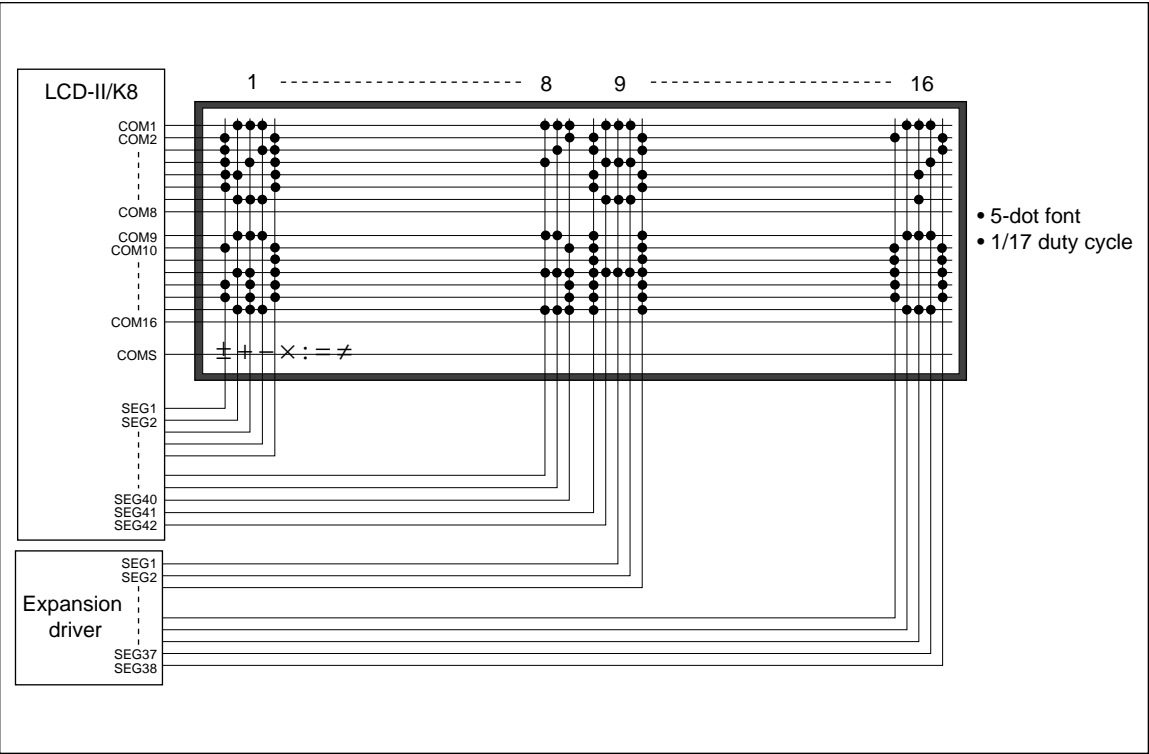 LCD-II/K8
1 8 9 16
COM1
COM2
COM8
COM9
COM10
COM16
COMS
± + − × : = ≠
SEG1
SEG2
SEG40
SEG41
SEG42
• 5-dot font
• 1/17 duty cycle
Expansion
driver
SEG1
SEG2
SEG37
SEG38